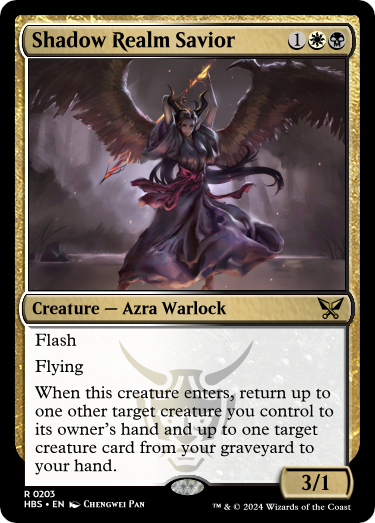 Shadow Realm Savior 1
Creature — Azra Warlock
Flash
Flying
When this creature enters, return up to
one other target creature you control to
its owner's hand and up to one target
creature card from your graveyard to
your hand.
3/1
R 0203
HBS • EN Chengwei Pan
™ & © 2024 Wizards of the Coast